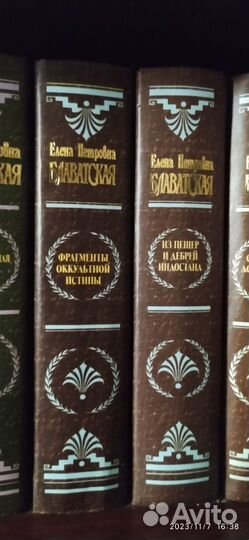 Елена Петровна
БЛАВАТСКАЯ
ФРАГМЕНТЫ
ОККУЛЬТНОЙ
ИСТИНЫ
Елена Петровна
БЛАВАТСКАЯ
ИЗ ПЕЩЕР
И ДЕБРЕЙ
ИНДОСТАНА
Avito
2023/11/7 16:38